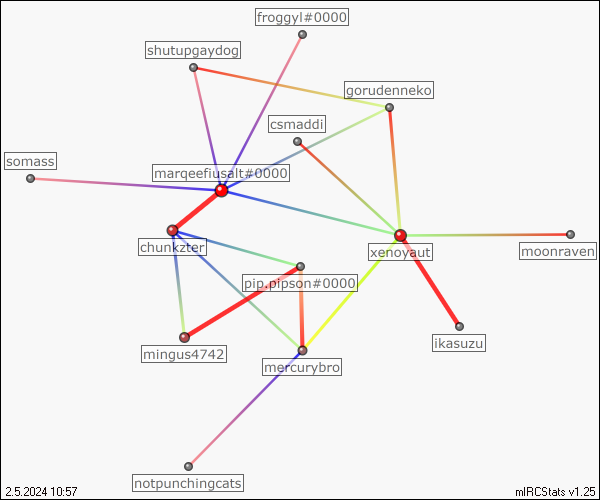 froggyl#0000
shutupgaydog
gorudenneko
csmaddi
somass
marqeefiusalt#0000
chunkzter
xenoyaut
moonraven
pip.pipson#0000
ikasuzu
mingus4742
mercurybro
notpunchingcats
2.5.2024 10:57
mIRCStats v1.25